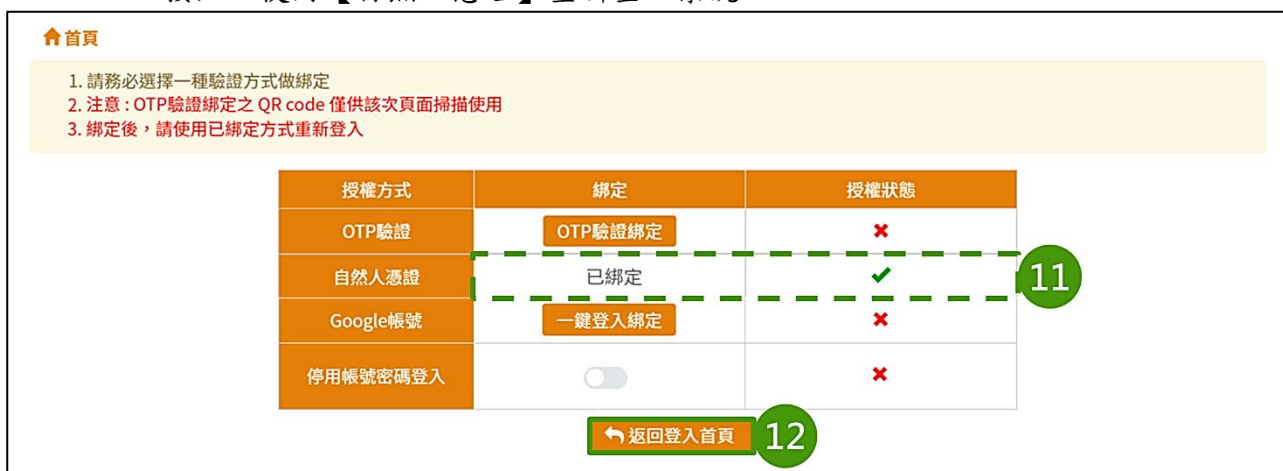 首頁
1. 請務必選擇一種驗證方式做綁定
2. 注意 : OTP驗證綁定之 QR code 僅供該次頁面掃描使用
3. 綁定後，請使用已綁定方式重新登入
授權方式 綁定 授權狀態
OTP驗證 OTP驗證綁定
自然人憑證 已綁定 11
Google帳號 一鍵登入綁定
停用帳號密碼登入
返回登入首頁 12